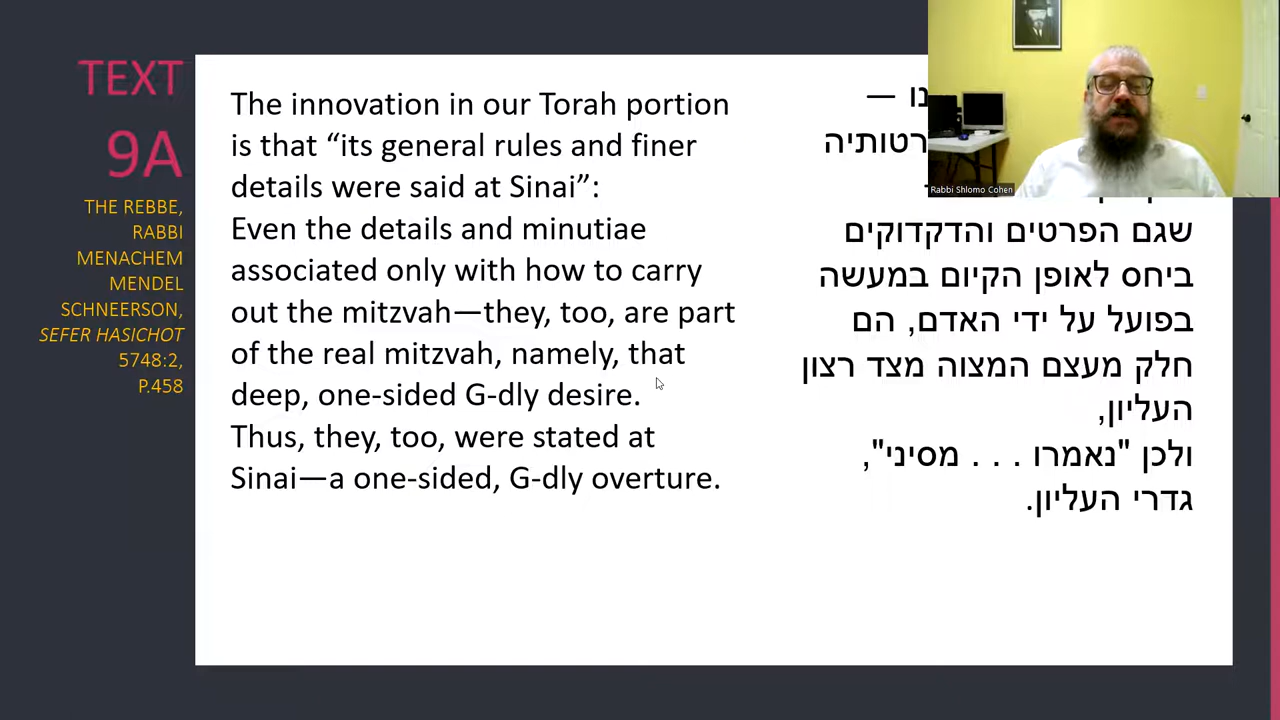 TEXT
9A
THE REBBE,
RABBI
MENACHEM
MENDEL
SCHNEERSON,
SEFER HASICHOT
5748:2,
P.458
The innovation in our Torah portion
is that “its general rules and finer
details were said at Sinai”:
Even the details and minutiae
associated only with how to carry
out the mitzvah—they, too, are part
of the real mitzvah, namely, that
deep, one-sided G-dly desire.
Thus, they, too, were stated at
Sinai—a one-sided, G-dly overture.
שגם הפרטים והדקדוקים
ביחס לאופן הקיום במעשה
בפועל על ידי האדם, הם
חלק מעצם המצוה מצד רצון
העליון,
ולכן "נאמרו . . . מסיני",
גדרי העליון.
Rabbi Shlomo Cohen